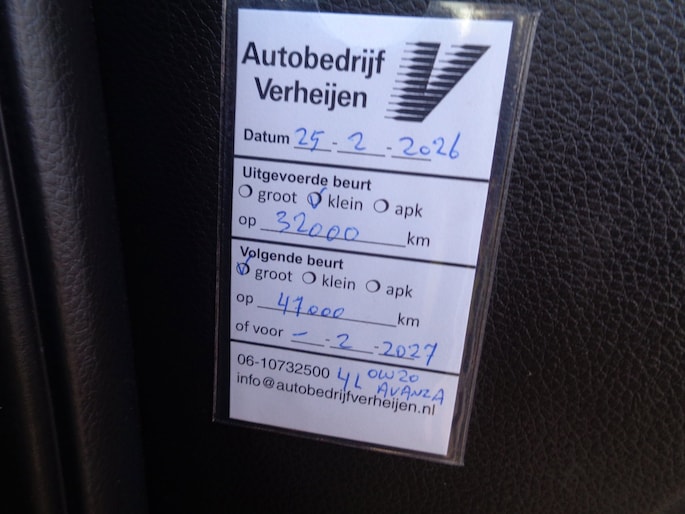 Autobedrijf
Verheijen
Datum 25-2-2026
Uitgevoerde beurt
groot klein apk
op 32000 km
Volgende beurt
groot klein apk
op 47000 km
of voor - - 2 - 2027
06-10732500 4L OW20
AVANZA
info@autobedrijfverheijen.nl